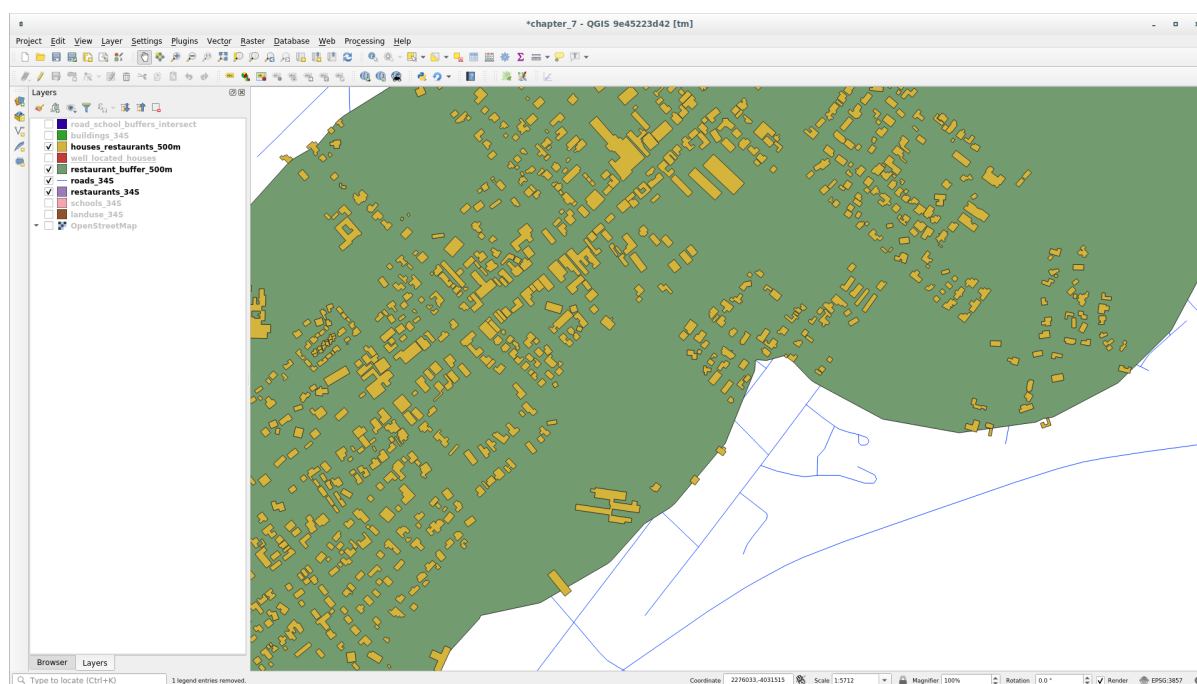 *chapter_7 - QGIS 9e45223d42 [tm]
Project Edit View Layer Settings Plugins Vector Raster Database Web Processing Help
Layers
road_school_buffers_intersect
buildings_34S
houses_restaurants_500m
well_located_houses
restaurant_buffer_500m
roads_34S
restaurants_34S
schools_34S
landuse_34S
OpenStreetMap
Browser Layers
Type to locate (Ctrl+K) 1 legend entries removed. Coordinate 2276033,-4031515 Scale 1:5712 Magnifier 100% Rotation 0.0 ° Render EPSG:3857